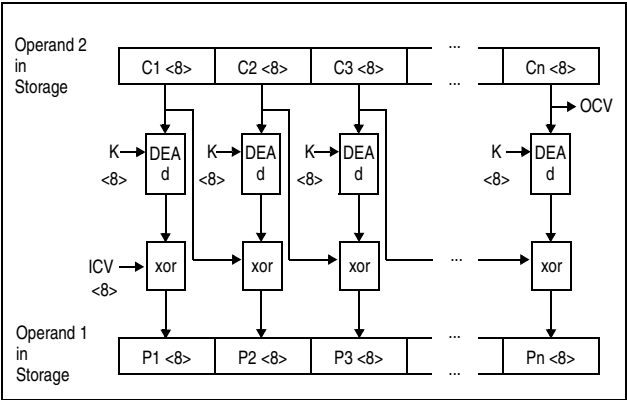 Operand 2
in
Storage
C1 <8> C2 <8> C3 <8> ... ... Cn <8>
OCV
K <8> DEA d K <8> DEA d K <8> DEA d K <8> DEA d
ICV <8> xor xor xor ... xor
Operand 1
in
Storage
P1 <8> P2 <8> P3 <8> ... ... Pn <8>